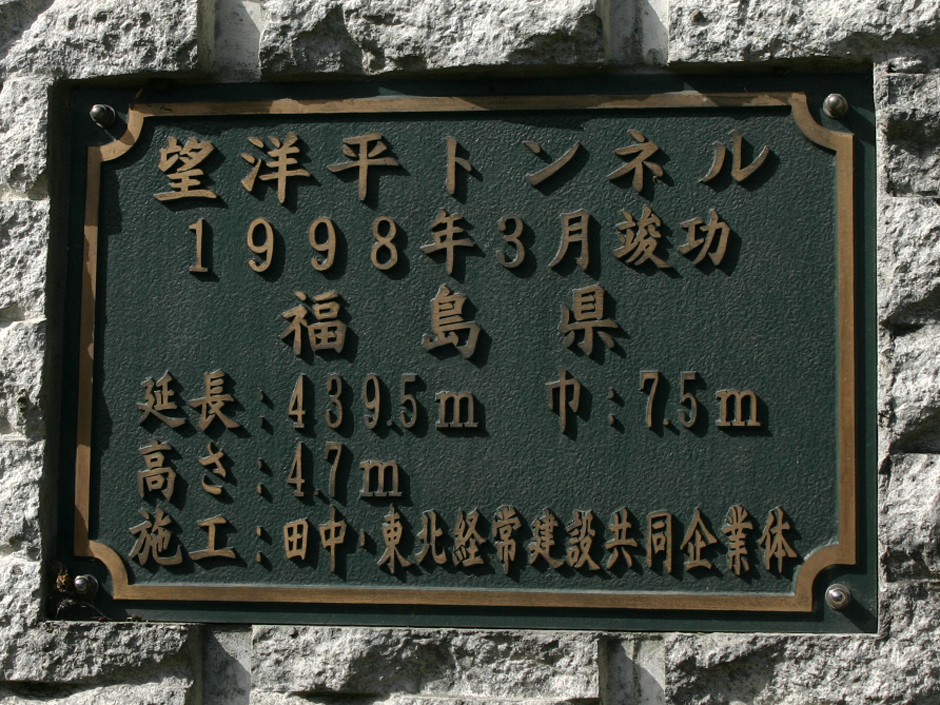 望洋平トンネル
1998年3月竣功
福島県
延長:439.5m 巾:7.5m
高さ:4.7m
施工:田中・東北経常建設共同企業体